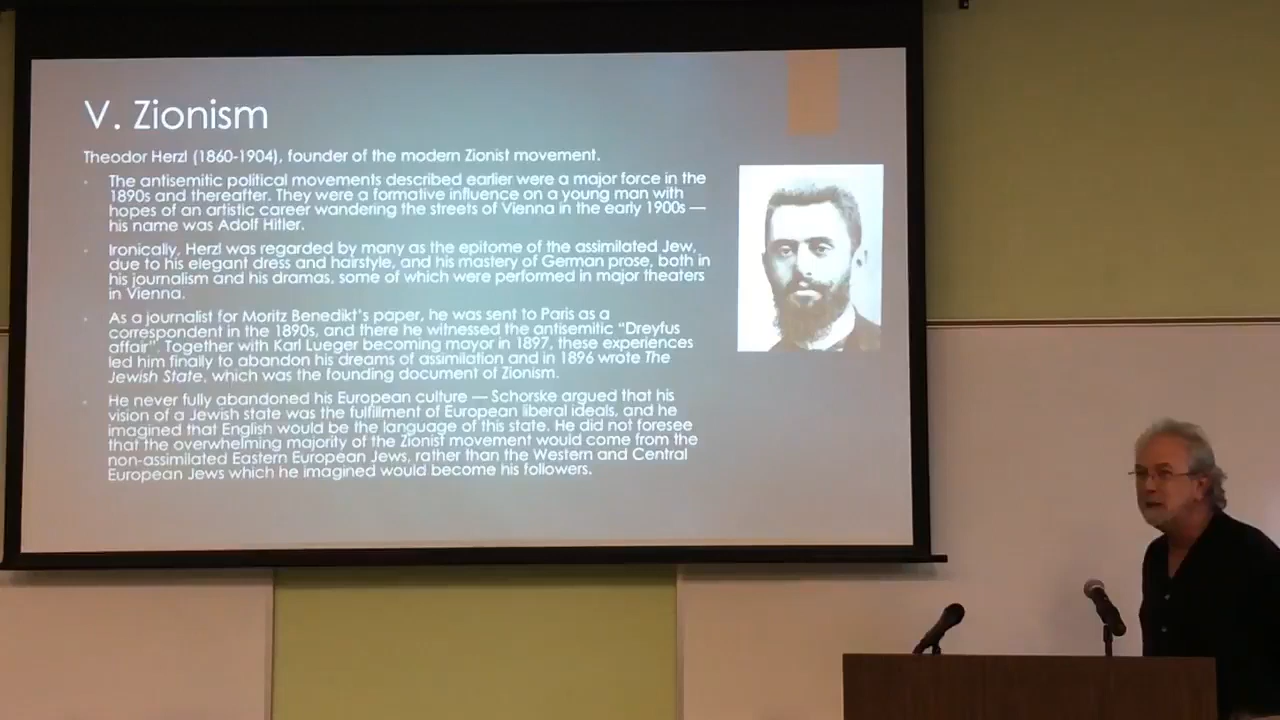 V. Zionism
Theodor Herzl (1860-1904), founder of the modern Zionist movement.
The antisemitic political movements described earlier were a major force in the
1890s and thereafter. They were a formative influence on a young man with
hopes of an artistic career wandering the streets of Vienna in the early 1900s —
his name was Adolf Hitler.
Ironically, Herzl was regarded by many as the epitome of the assimilated Jew,
due to his elegant dress and hairstyle, and his mastery of German prose, both in
his journalism and his dramas, some of which were performed in major theaters
in Vienna.
As a journalist for Moritz Benedikt's paper, he was sent to Paris as a
correspondent in the 1890s, and there he witnessed the antisemitic “Dreyfus
affair”. Together with Karl Lueger becoming mayor in 1897, these experiences
led him finally to abandon his dreams of assimilation and in 1896 wrote The
Jewish State, which was the founding document of Zionism.
He never fully abandoned his European culture — Schorske argued that his
vision of a Jewish state was the fulfillment of European liberal ideals, and he
imagined that English would be the language of this state. He did not foresee
that the overwhelming majority of the Zionist movement would come from the
non-assimilated Eastern European Jews, rather than the Western and Central
European Jews which he imagined would become his followers.